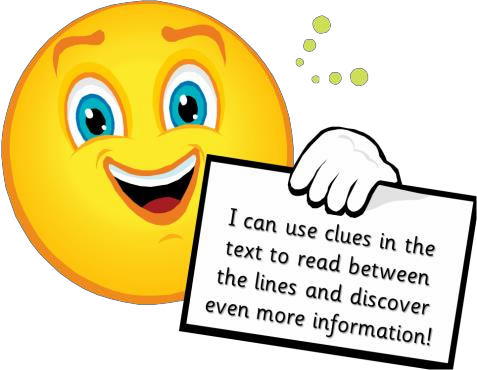 I can use clues in the
text to read between
the lines and discover
even more information!